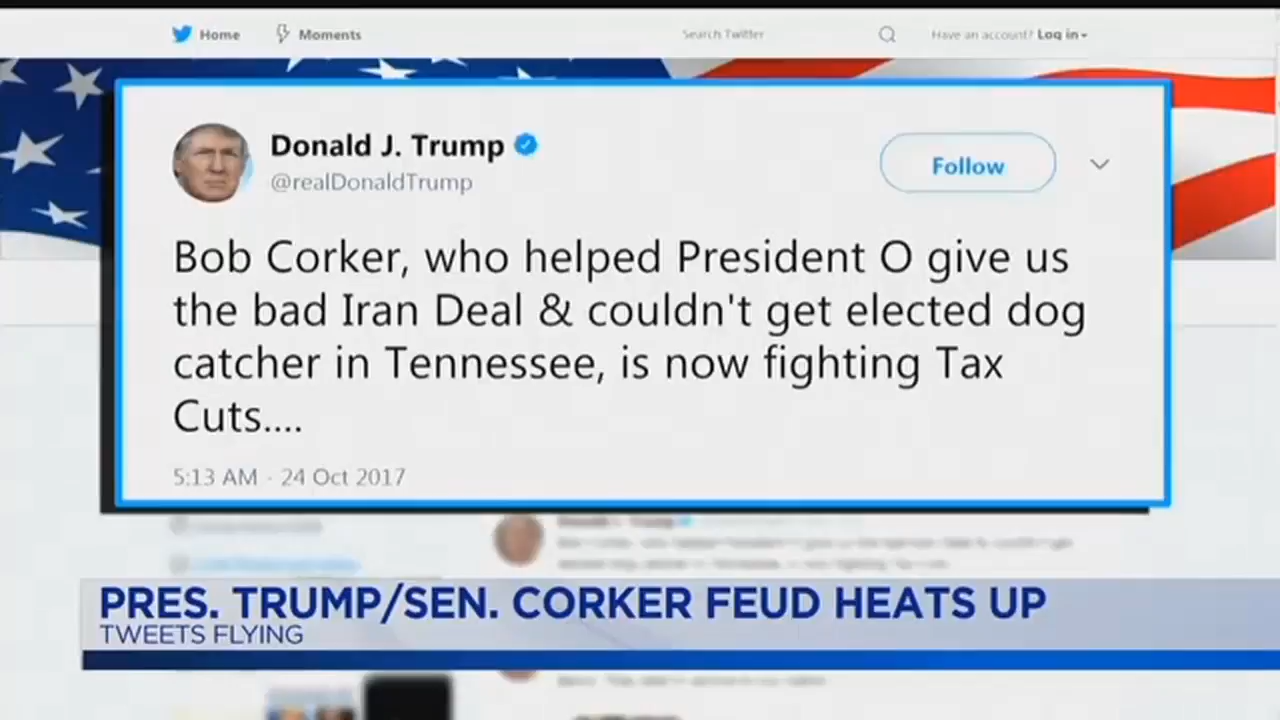 Home Moments Search Twitter Have an account? Log in
Donald J. Trump
@realDonaldTrump
Follow
Bob Corker, who helped President O give us
the bad Iran Deal & couldn't get elected dog
catcher in Tennessee, is now fighting Tax
Cuts....
5:13 AM - 24 Oct 2017
PRES. TRUMP/SEN. CORKER FEUD HEATS UP
TWEETS FLYING